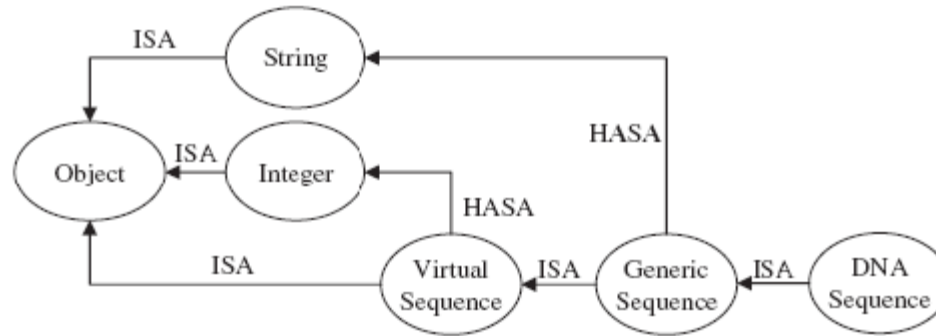 ISA
String
HASA
Object
ISA
Integer
HASA
ISA
Virtual
Sequence
ISA
Generic
Sequence
ISA
DNA
Sequence